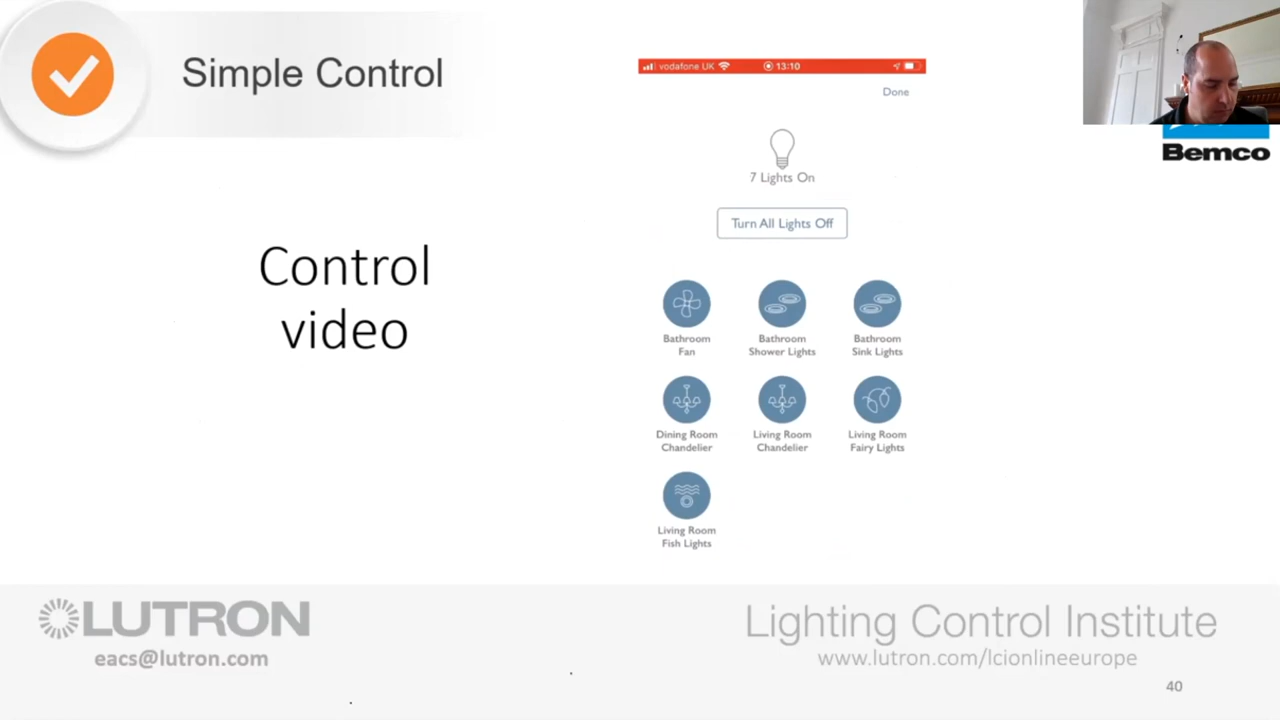 Simple Control
vodafone UK 13:10
Done
Bemco
7 Lights On
Turn All Lights Off
Control
video
Bathroom
Fan
Bathroom
Shower Lights
Bathroom
Sink Lights
Dining Room
Chandelier
Living Room
Chandelier
Living Room
Fairy Lights
Living Room
Fish Lights
LUTRON
eacs@lutron.com
Lighting Control Institute
www.lutron.com/lcionlineeurope
40